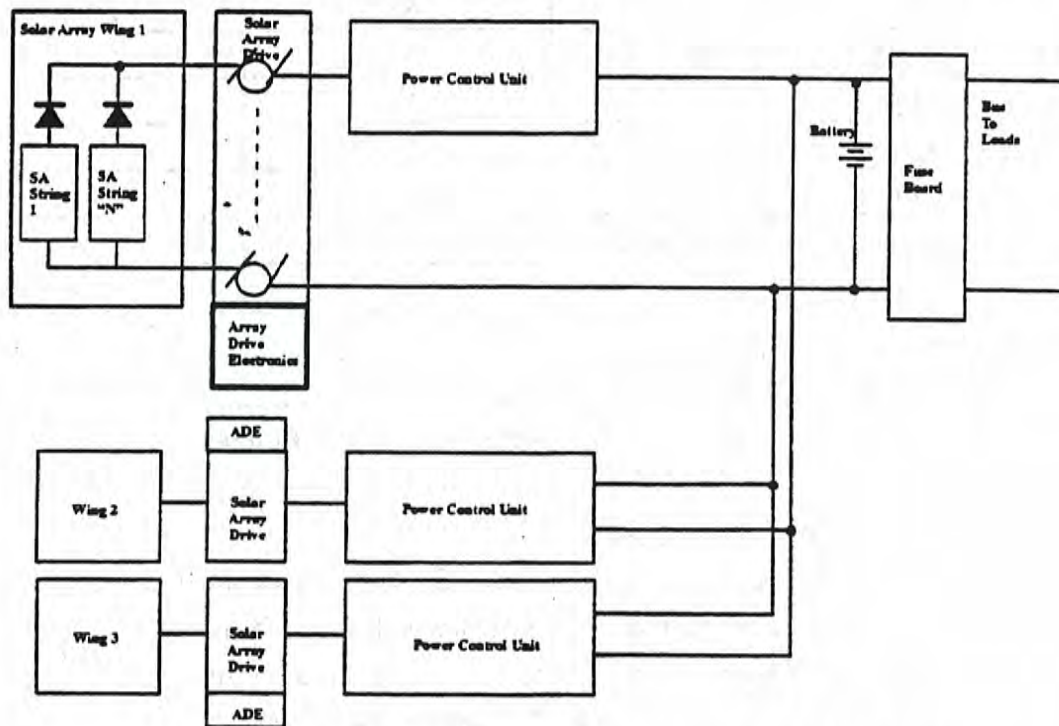 Solar Array Wing 1
SA
String
1
SA
String
"N"
Solar
Array
Drive
Array
Drive
Electronics
Power Control Unit
Battery
Fuse
Board
Bus
To
Loads
ADE
Wing 2
Solar
Array
Drive
Power Control Unit
Wing 3
Solar
Array
Drive
ADE
Power Control Unit